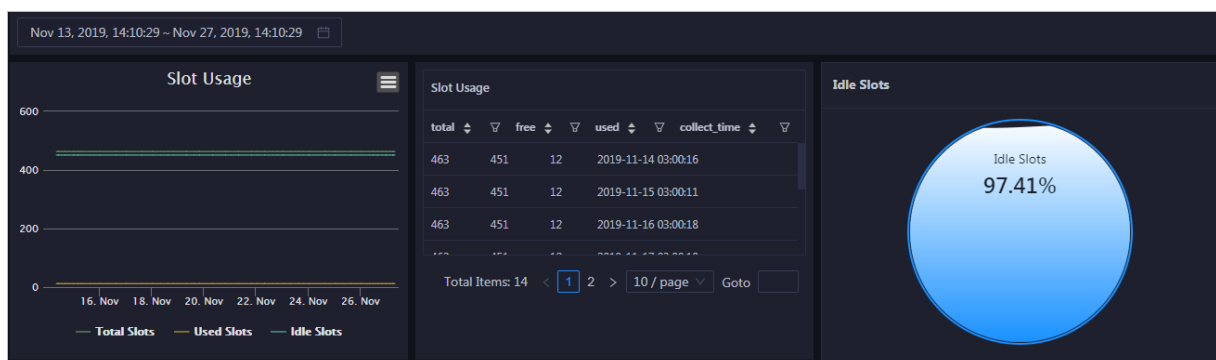 Nov 13, 2019, 14:10:29 ~ Nov 27, 2019, 14:10:29
Slot Usage
600
400
200
0
16. Nov 18. Nov 20. Nov 22. Nov 24. Nov 26. Nov
Total Slots Used Slots Idle Slots
Slot Usage
total free used collect_time
463 451 12 2019-11-14 03:00:16
463 451 12 2019-11-15 03:00:11
463 451 12 2019-11-16 03:00:18
Total Items: 14 < 1 2 > 10 / page Goto
Idle Slots
Idle Slots
97.41%